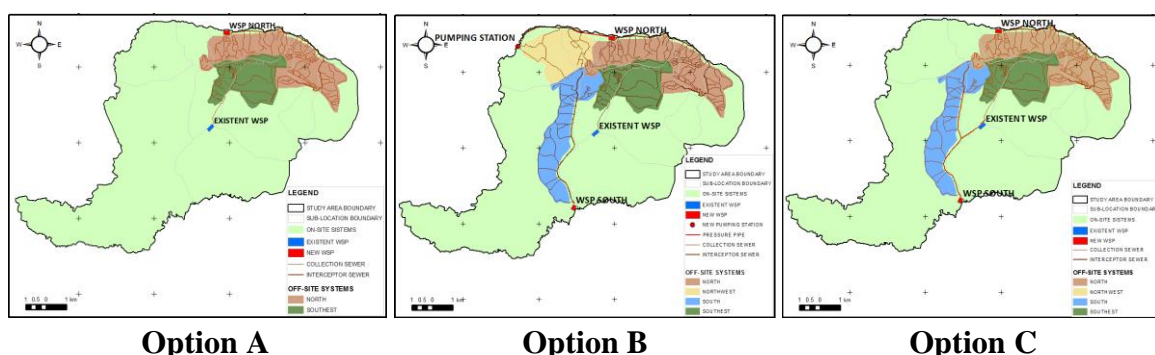 N
W E
S
WSP NORTH
EXISTENT WSP
LEGEND
STUDY AREA BOUNDARY
SUB-LOCATION BOUNDARY
ON-SITE SISTEMS
EXISTENT WSP
NEW WSP
COLLECTION SEWER
INTERCEPTOR SEWER
OFF-SITE SYSTEMS
NORTH
SOUTHEST
1 0.5 0 1 km
Option A
N
W E
S
PUMPING STATION
WSP NORTH
EXISTENT WSP
WSP SOUTH
LEGEND
STUDY AREA BOUNDARY
SUB-LOCATION BOUNDARY
ON-SITE SISTEMS
EXISTENT WSP
NEW WSP
NEW PUMPING STATION
PRESSURE PIPE
COLLECTION SEWER
INTERCEPTOR SEWER
OFF-SITE SYSTEMS
NORTH
NORTHWEST
SOUTH
SOUTHEST
1 0.5 0 1 km
Option B
N
W E
S
WSP NORTH
EXISTENT WSP
WSP SOUTH
LEGEND
STUDY AREA BOUNDARY
SUB-LOCATION BOUNDARY
ON-SITE SISTEMS
EXISTENT WSP
NEW WSP
COLLECTION SEWER
INTERCEPTOR SEWER
OFF-SITE SYSTEMS
NORTH
NORTHWEST
SOUTH
SOUTHEST
1 0.5 0 1 km
Option C